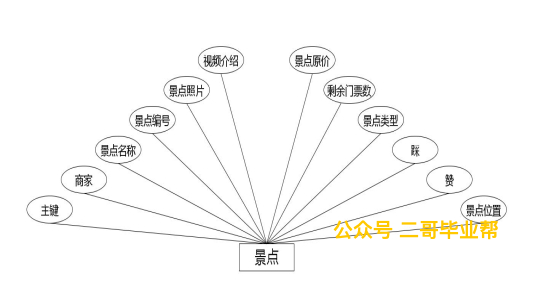 视频介绍
景点原价
景点照片
剩余门票数
景点编号
景点类型
景点名称
踩
商家
赞
主键
景点位置
公众号 二哥毕业帮
景点